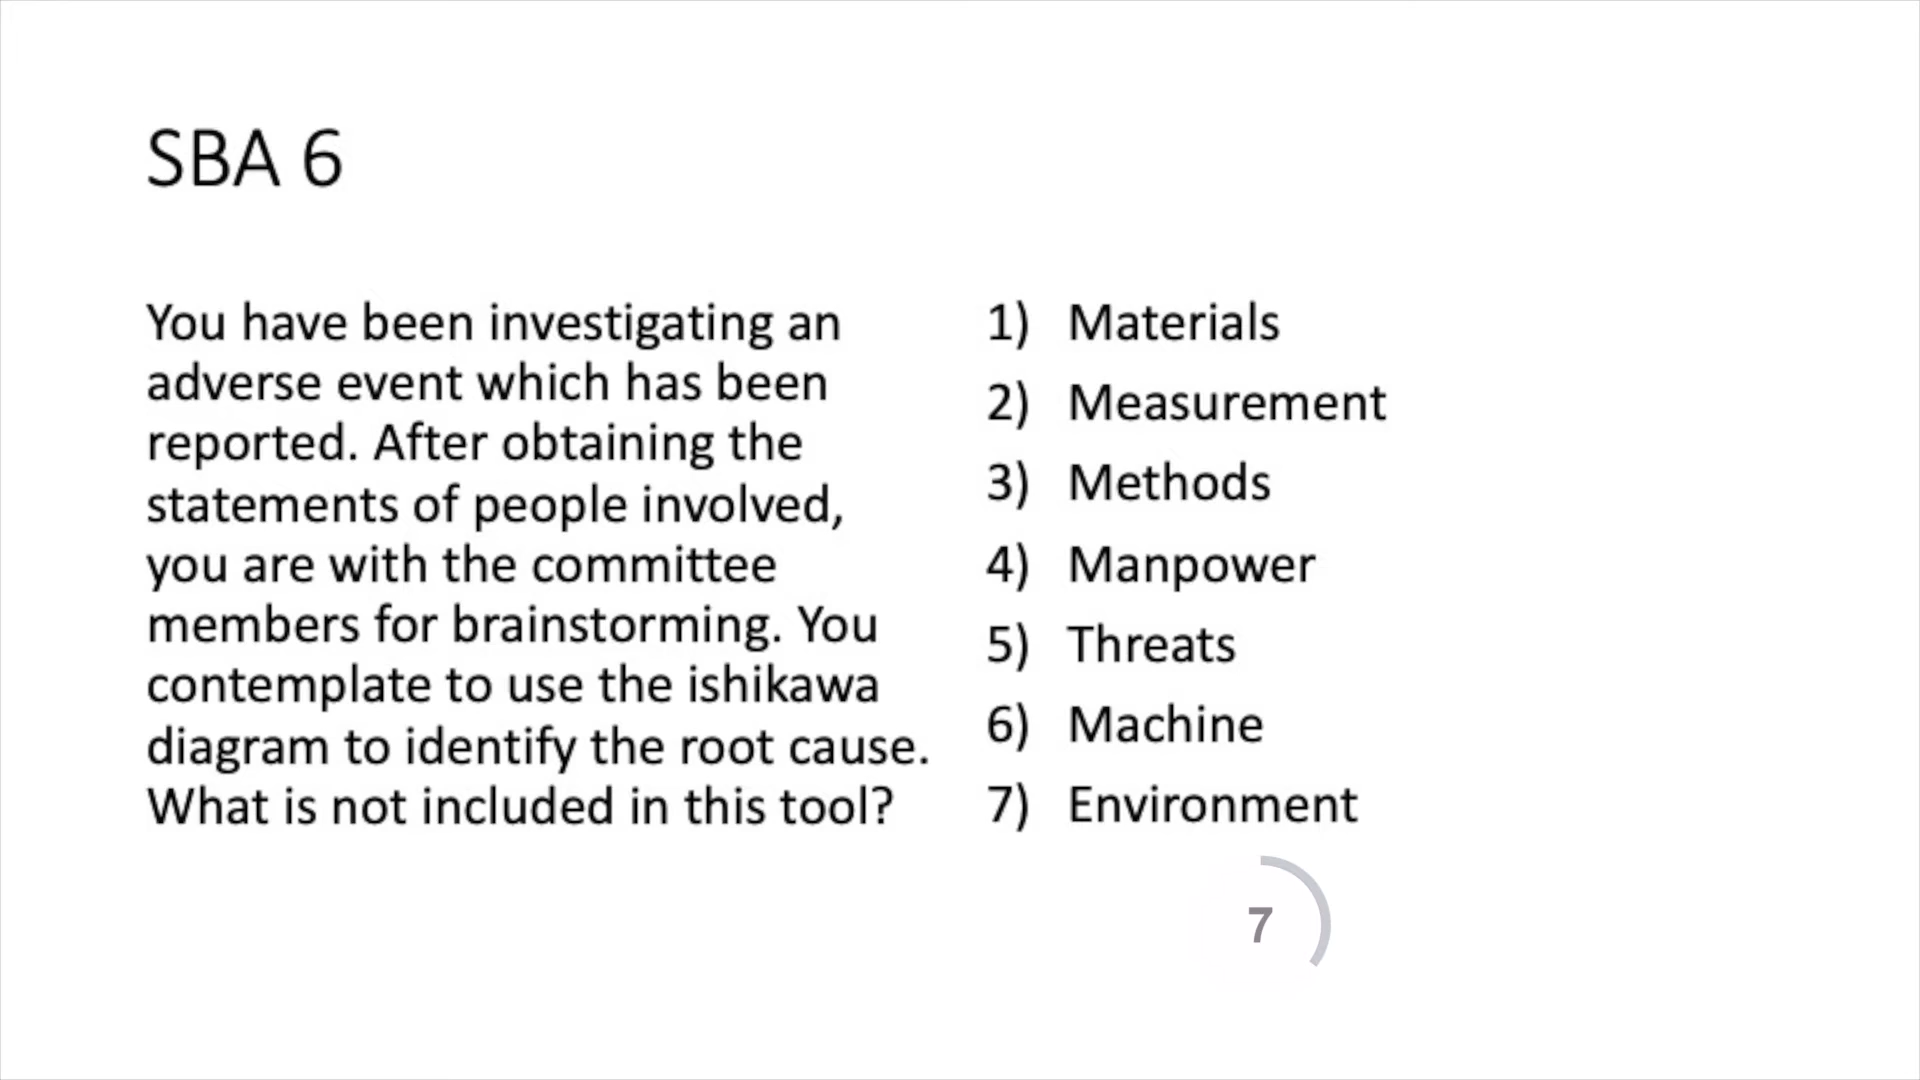 SBA 6
You have been investigating an
adverse event which has been
reported. After obtaining the
statements of people involved,
you are with the committee
members for brainstorming. You
contemplate to use the ishikawa
diagram to identify the root cause.
What is not included in this tool?
1) Materials
2) Measurement
3) Methods
4) Manpower
5) Threats
6) Machine
7) Environment
7